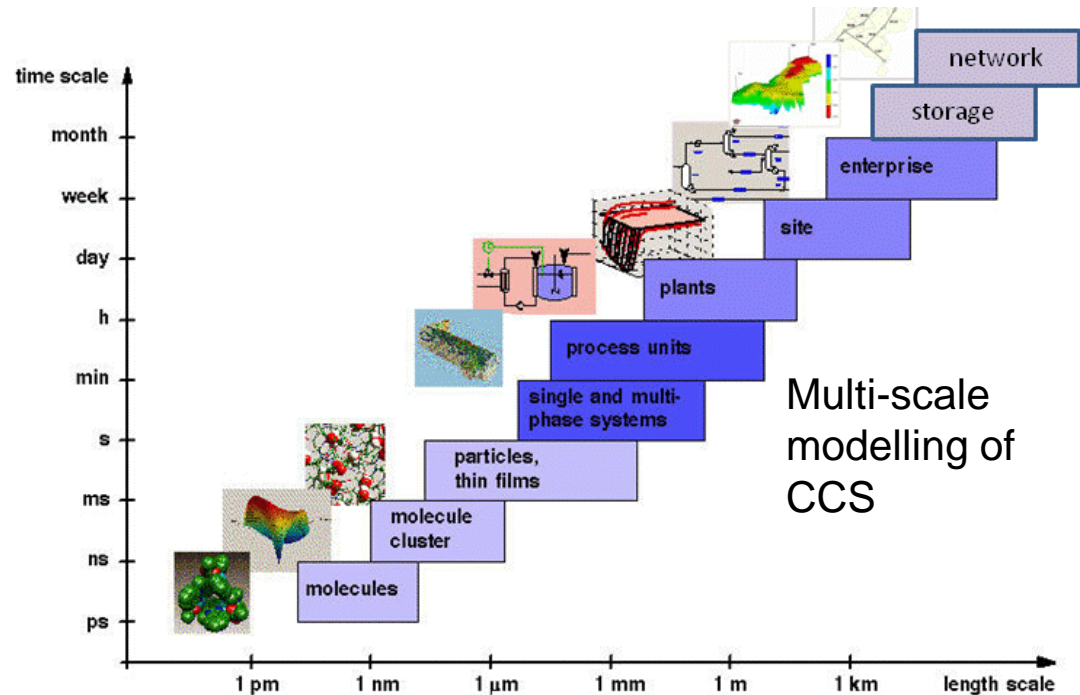 network
time scale
storage
month
enterprise
week
site
day
plants
h
process units
min
single and multi-
phase systems
Multi-scale
modelling of
CCS
s
particles,
thin films
ms
molecule
cluster
ns
molecules
ps
1 pm 1 nm 1 µm 1 mm 1 m 1 km length scale